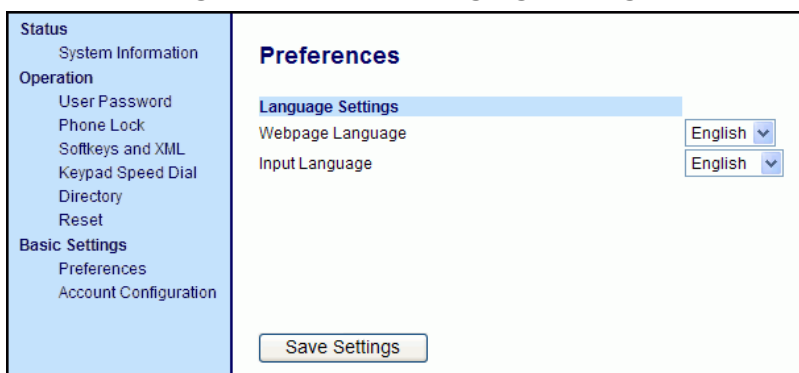 Status
System Information
Operation
User Password
Phone Lock
Softkeys and XML
Keypad Speed Dial
Directory
Reset
Basic Settings
Preferences
Account Configuration
Preferences
Language Settings
Webpage Language English
Input Language English
Save Settings